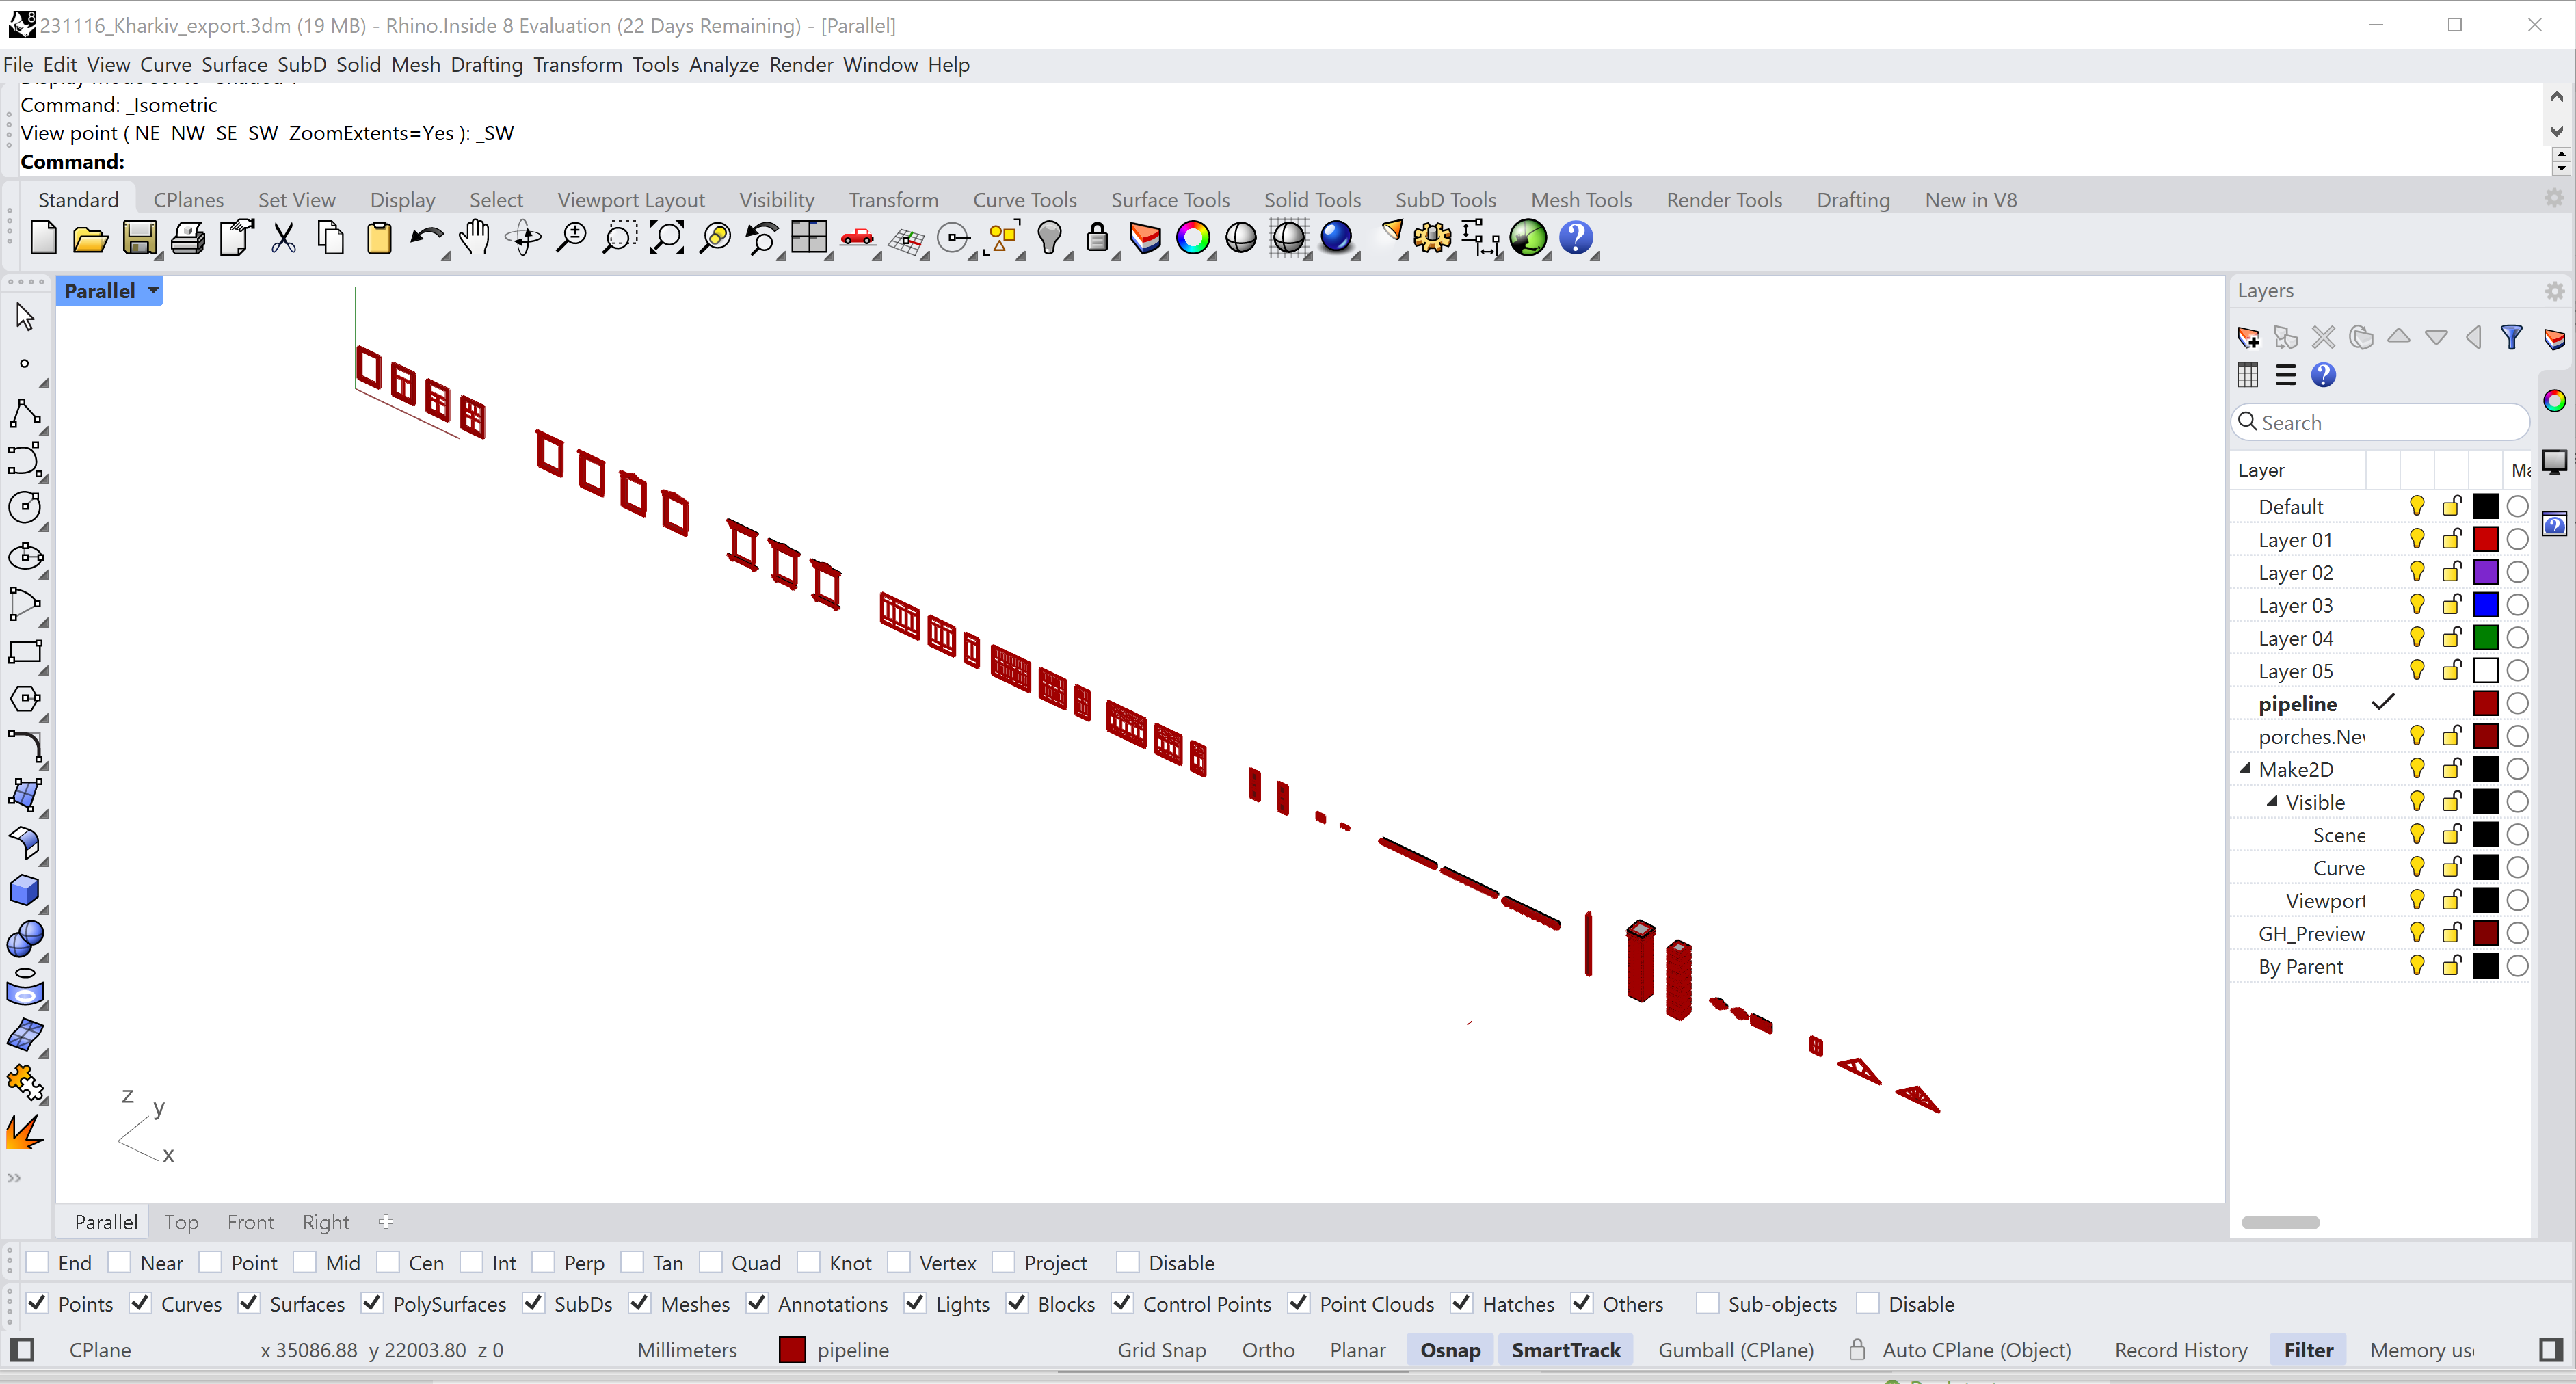 231116_Kharkiv_export.3dm (19 MB) - Rhino.Inside 8 Evaluation (22 Days Remaining) - [Parallel]
File Edit View Curve Surface SubD Solid Mesh Drafting Transform Tools Analyze Render Window Help
Command: _Isometric
View point ( NE NW SE SW ZoomExtents=Yes ): _SW
Command:
Standard CPlanes Set View Display Select Viewport Layout Visibility Transform Curve Tools Surface Tools Solid Tools SubD Tools Mesh Tools Render Tools Drafting New in V8
Parallel
z
y
x
Layers
Search
Layer
Default
Layer 01
Layer 02
Layer 03
Layer 04
Layer 05
pipeline
porches.Ne
Make2D
Visible
Scene
Curve
Viewport
GH_Preview
By Parent
Parallel Top Front Right
End Near Point Mid Cen Int Perp Tan Quad Knot Vertex Project Disable
Points Curves Surfaces PolySurfaces SubDs Meshes Annotations Lights Blocks Control Points Point Clouds Hatches Others Sub-objects Disable
CPlane x 35086.88 y 22003.80 z 0 Millimeters pipeline Grid Snap Ortho Planar Osnap SmartTrack Gumball (CPlane) Auto CPlane (Object) Record History Filter Memory us